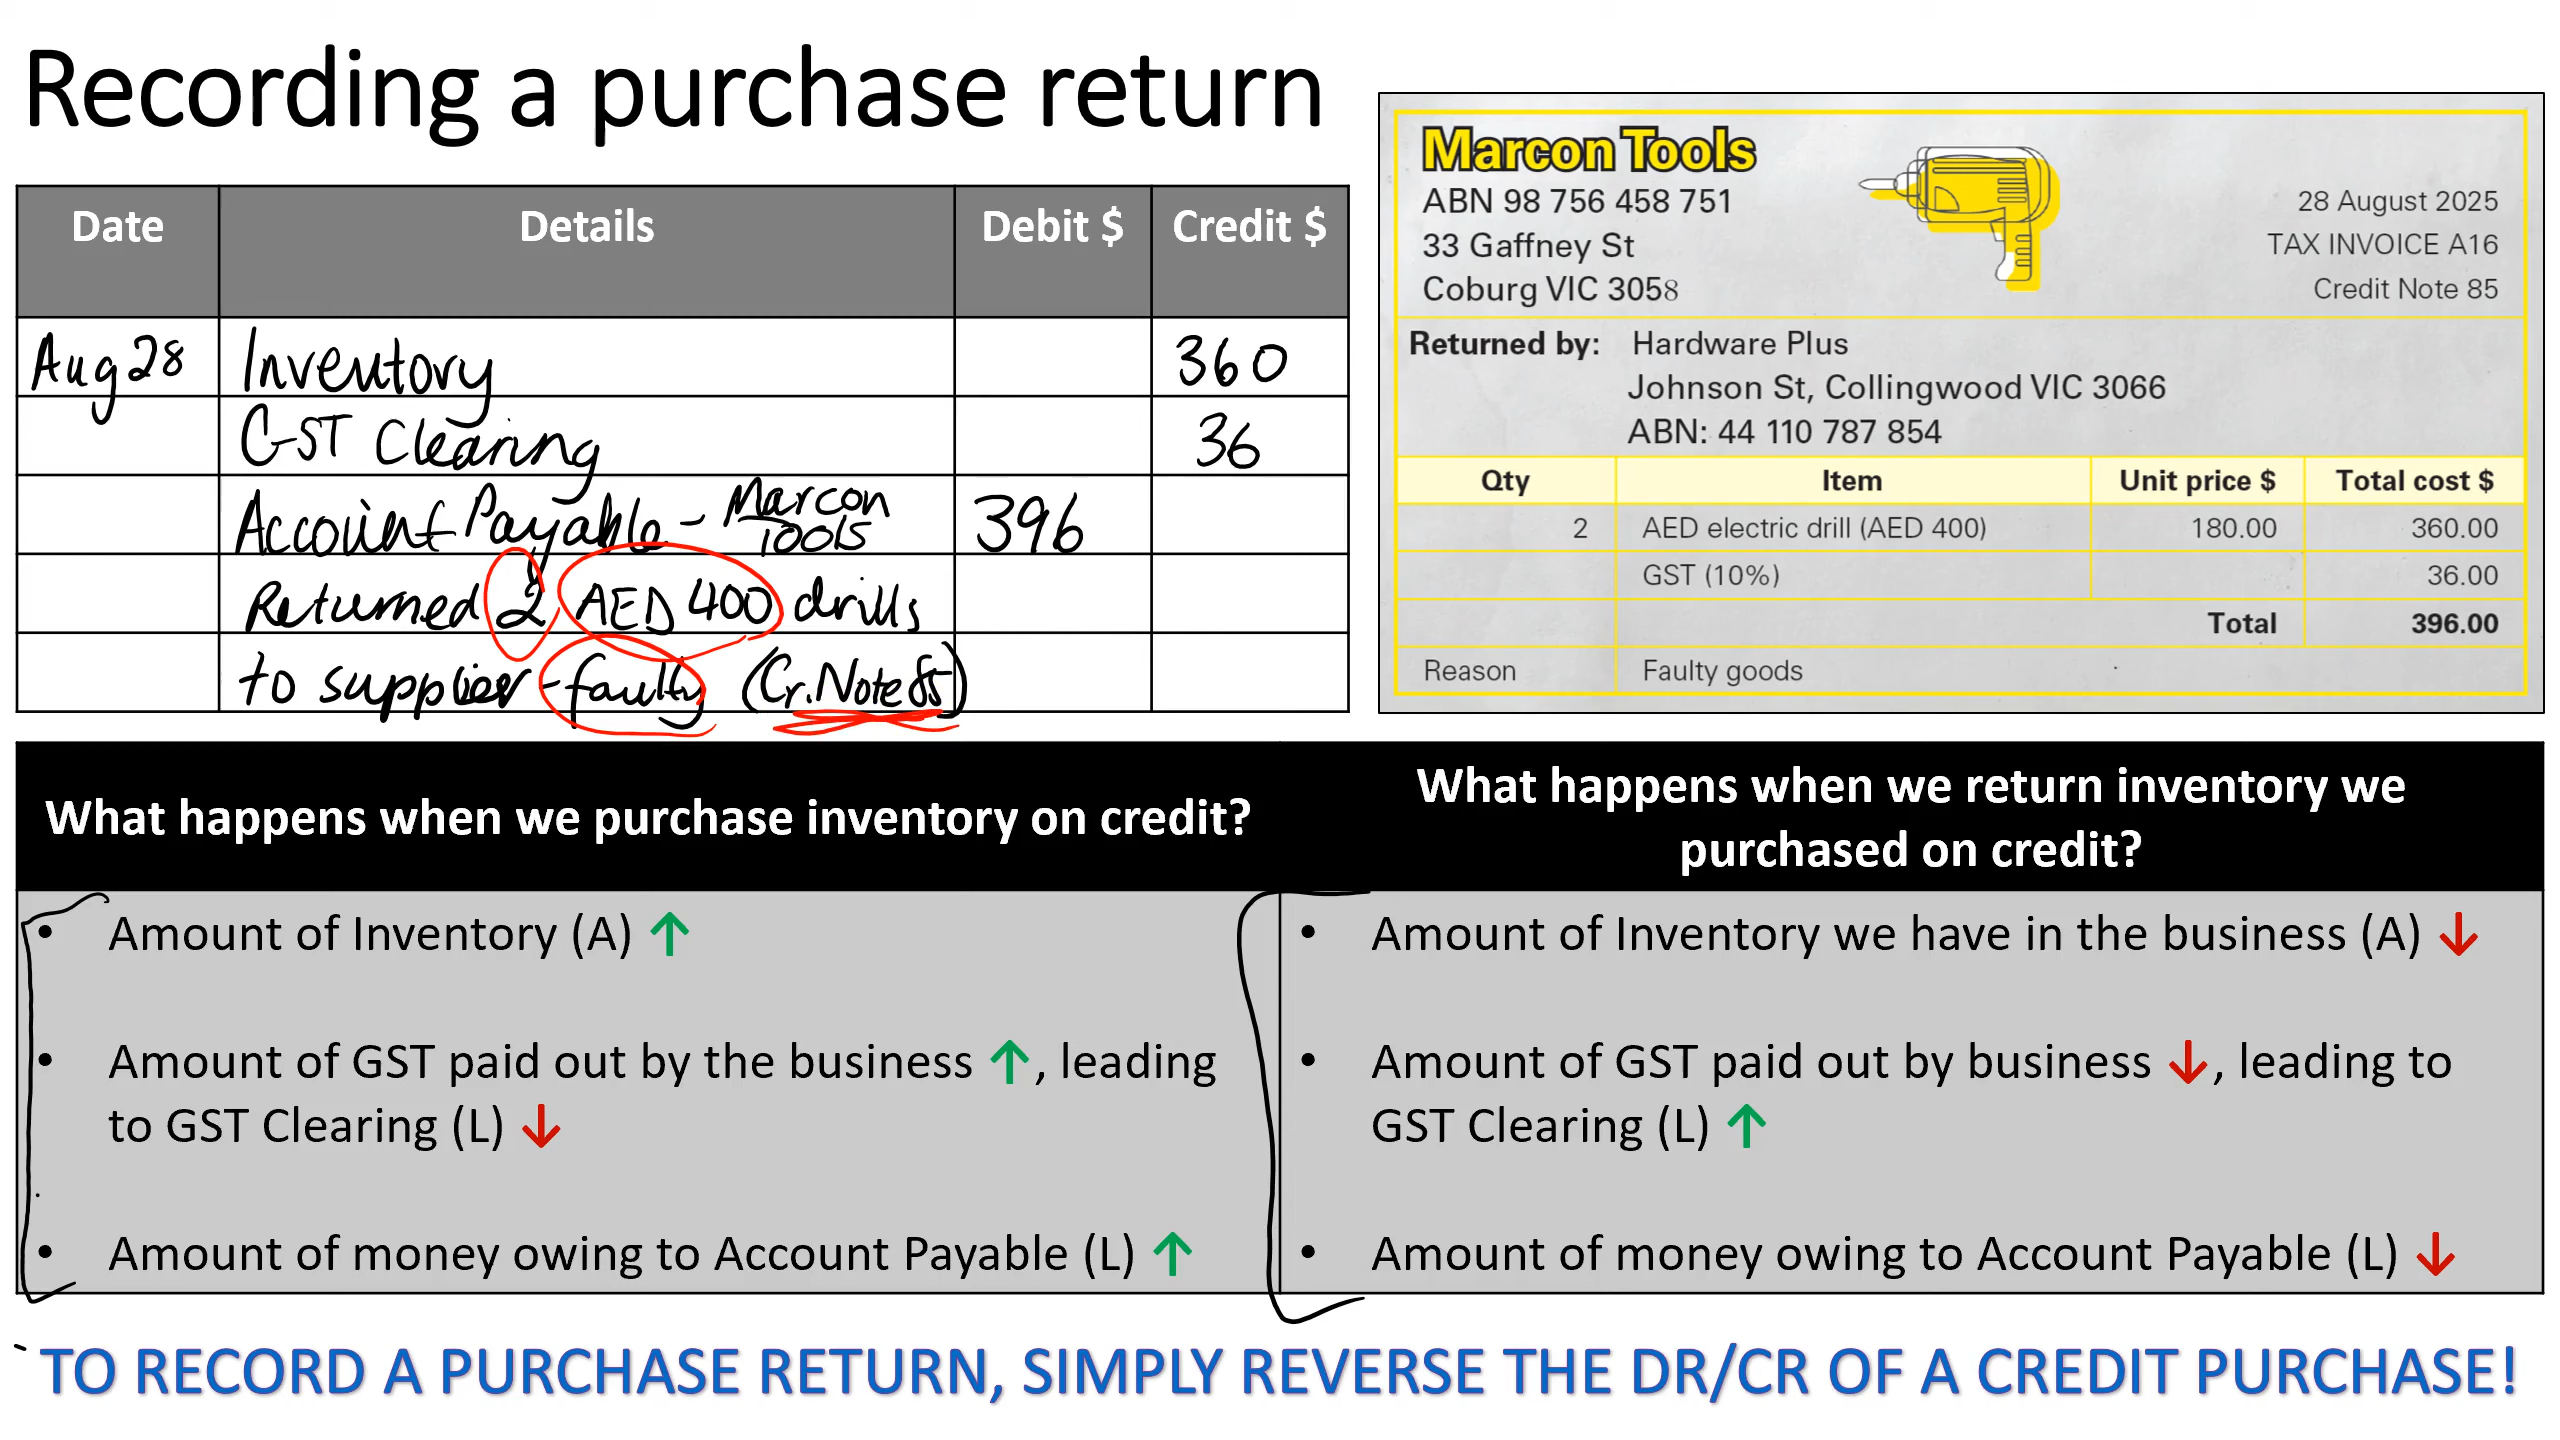 Recording a purchase return
Date Details Debit $ Credit $
Aug 28 Inventory 360
GST Clearing 36
Account Payable - Marcon Tools 396
Returned 2 AED 400 drills
to supplier - faulty (Cr. Note 85)
Marcon Tools
ABN 98 756 458 751
33 Gaffney St
Coburg VIC 3058
28 August 2025
TAX INVOICE A16
Credit Note 85
Returned by: Hardware Plus
Johnson St, Collingwood VIC 3066
ABN: 44 110 787 854
Qty Item Unit price $ Total cost $
2 AED electric drill (AED 400) 180.00 360.00
GST (10%) 36.00
Total 396.00
Reason Faulty goods
What happens when we purchase inventory on credit?
• Amount of Inventory (A) ↑
• Amount of GST paid out by the business ↑, leading
to GST Clearing (L) ↓
• Amount of money owing to Account Payable (L) ↑
What happens when we return inventory we
purchased on credit?
• Amount of Inventory we have in the business (A) ↓
• Amount of GST paid out by business ↓, leading to
GST Clearing (L) ↑
• Amount of money owing to Account Payable (L) ↓
TO RECORD A PURCHASE RETURN, SIMPLY REVERSE THE DR/CR OF A CREDIT PURCHASE!